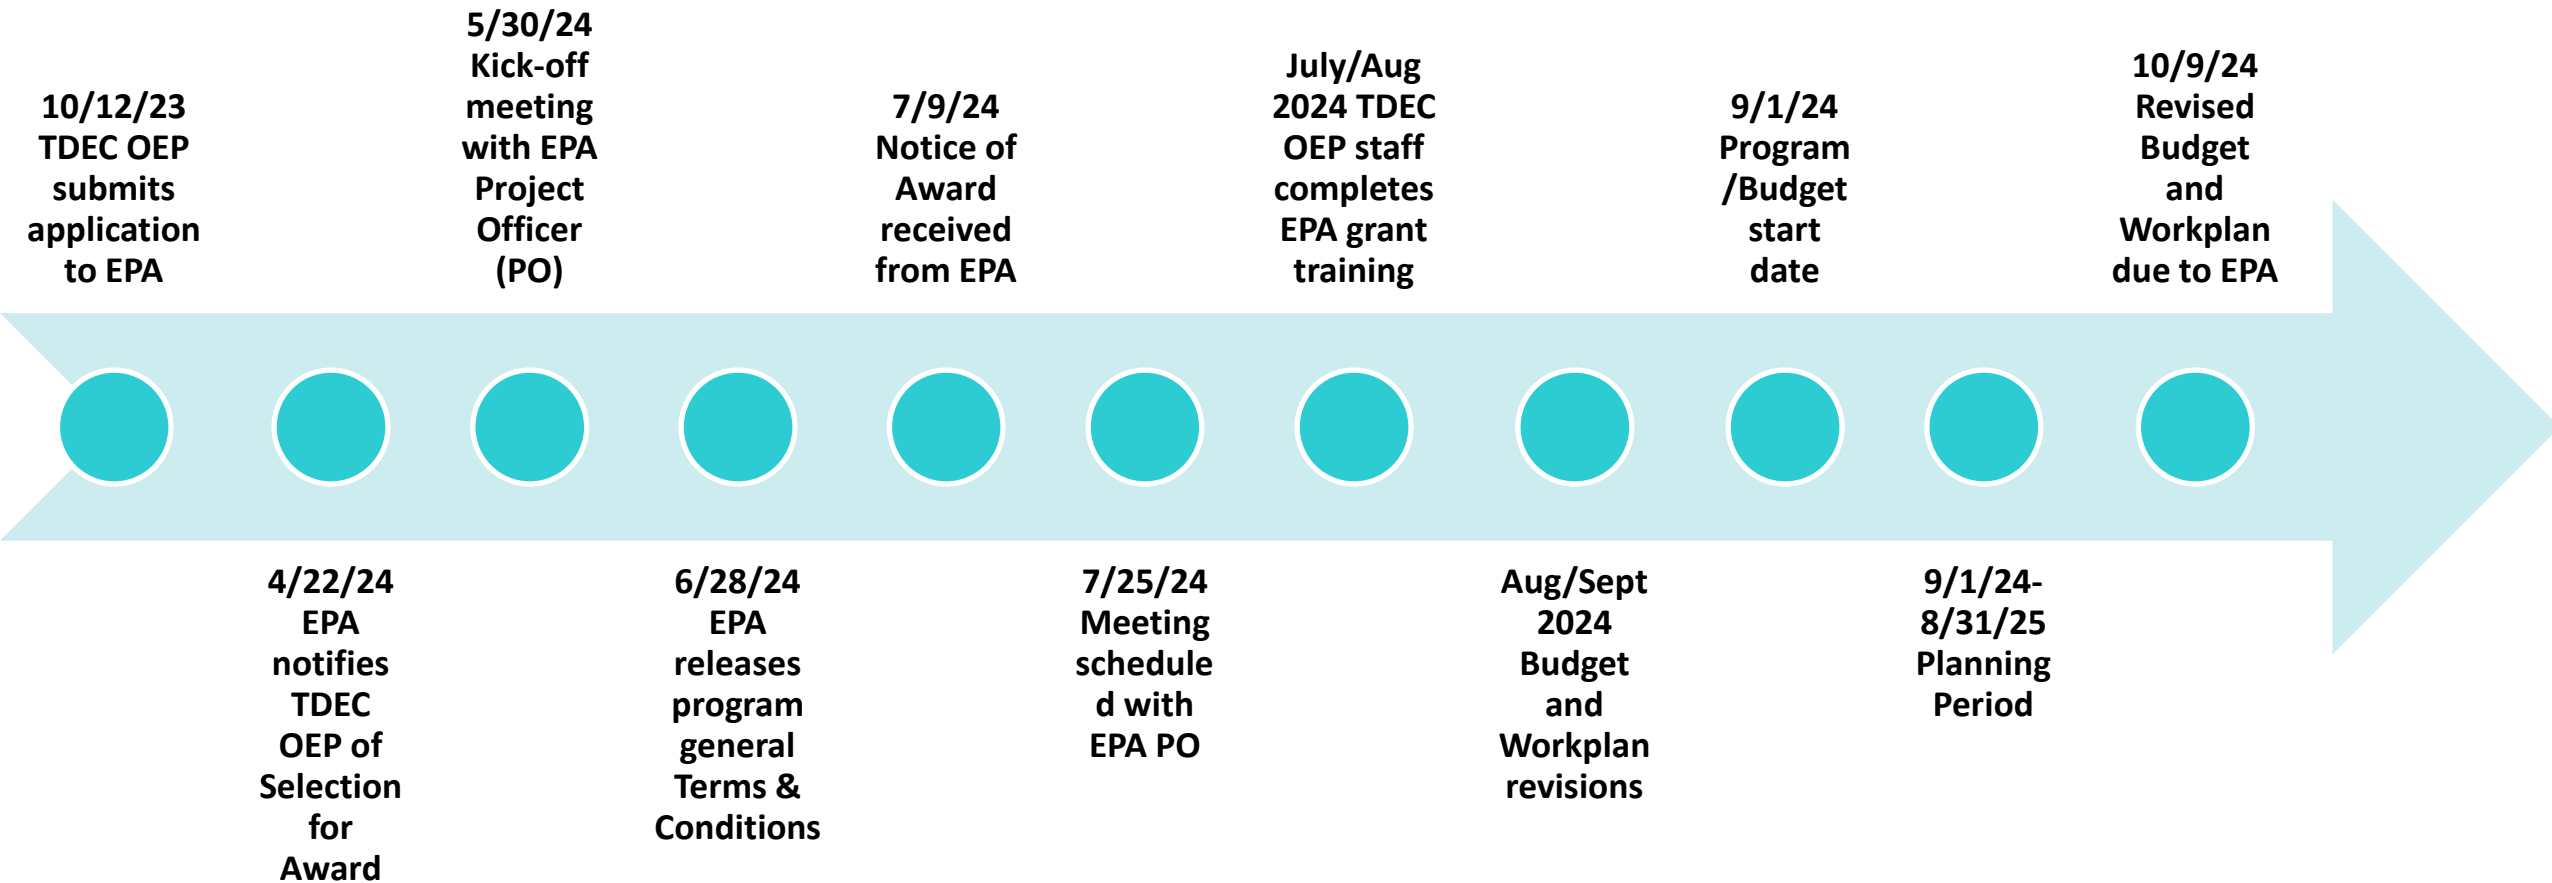 10/12/23
TDEC OEP
submits
application
to EPA
4/22/24
EPA
notifies
TDEC
OEP of
Selection
for
Award
5/30/24
Kick-off
meeting
with EPA
Project
Officer
(PO)
6/28/24
EPA
releases
program
general
Terms &
Conditions
7/9/24
Notice of
Award
received
from EPA
7/25/24
Meeting
schedule
d with
EPA PO
July/Aug
2024 TDEC
OEP staff
completes
EPA grant
training
Aug/Sept
2024
Budget
and
Workplan
revisions
9/1/24
Program
/Budget
start
date
9/1/24-
8/31/25
Planning
Period
10/9/24
Revised
Budget
and
Workplan
due to EPA